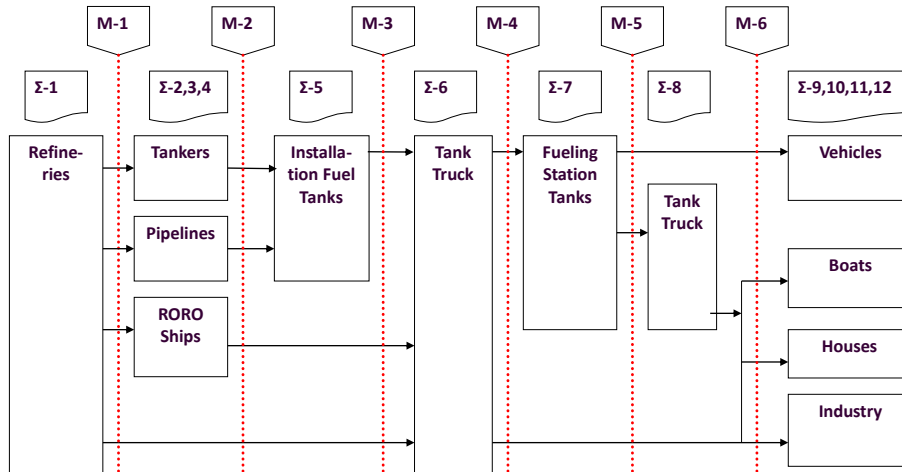 M-1
M-2
M-3
M-4
M-5
M-6
Σ-1
Σ-2,3,4
Σ-5
Σ-6
Σ-7
Σ-8
Σ-9,10,11,12
Refine-
ries
Tankers
Installa-
tion Fuel
Tanks
Tank
Truck
Fueling
Station
Tanks
Vehicles
Tank
Truck
Pipelines
Boats
RORO
Ships
Houses
Industry